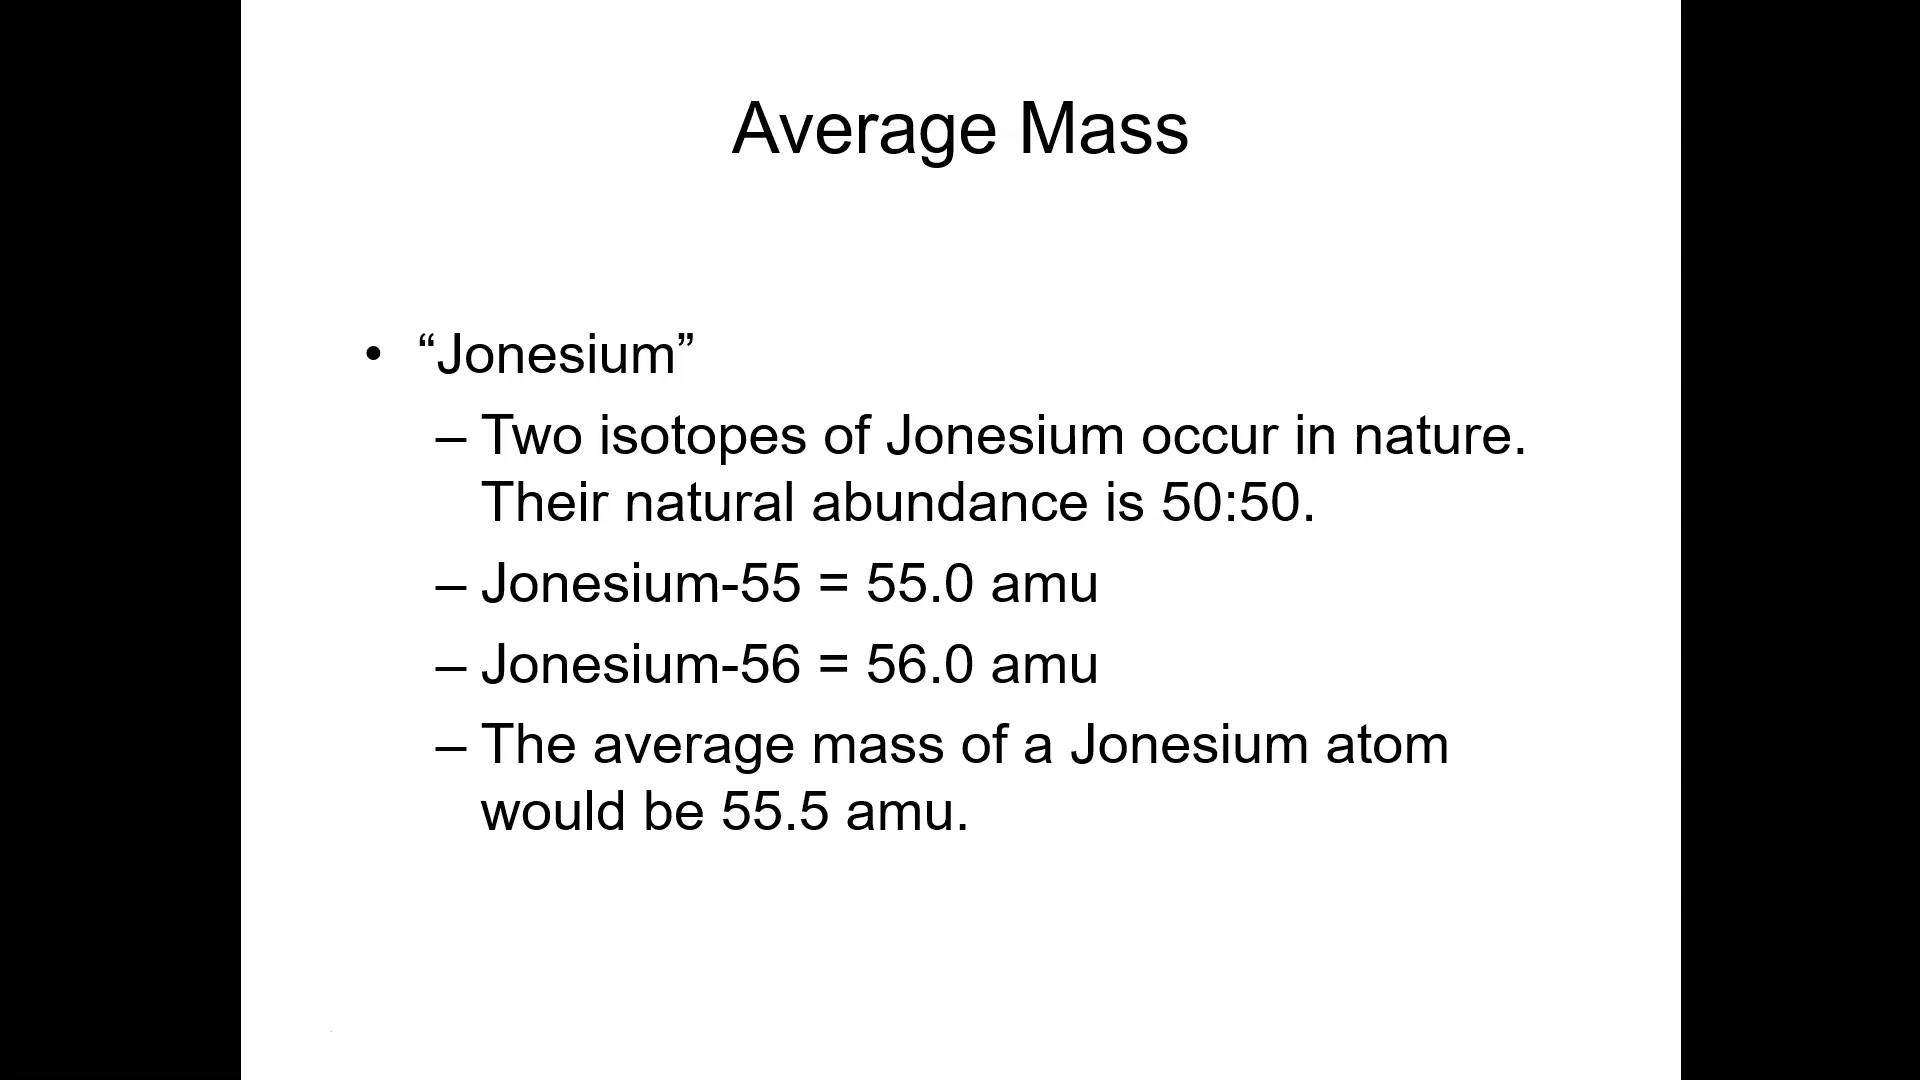 Average Mass
• “Jonesium”
– Two isotopes of Jonesium occur in nature.
Their natural abundance is 50:50.
– Jonesium-55 = 55.0 amu
– Jonesium-56 = 56.0 amu
– The average mass of a Jonesium atom
would be 55.5 amu.